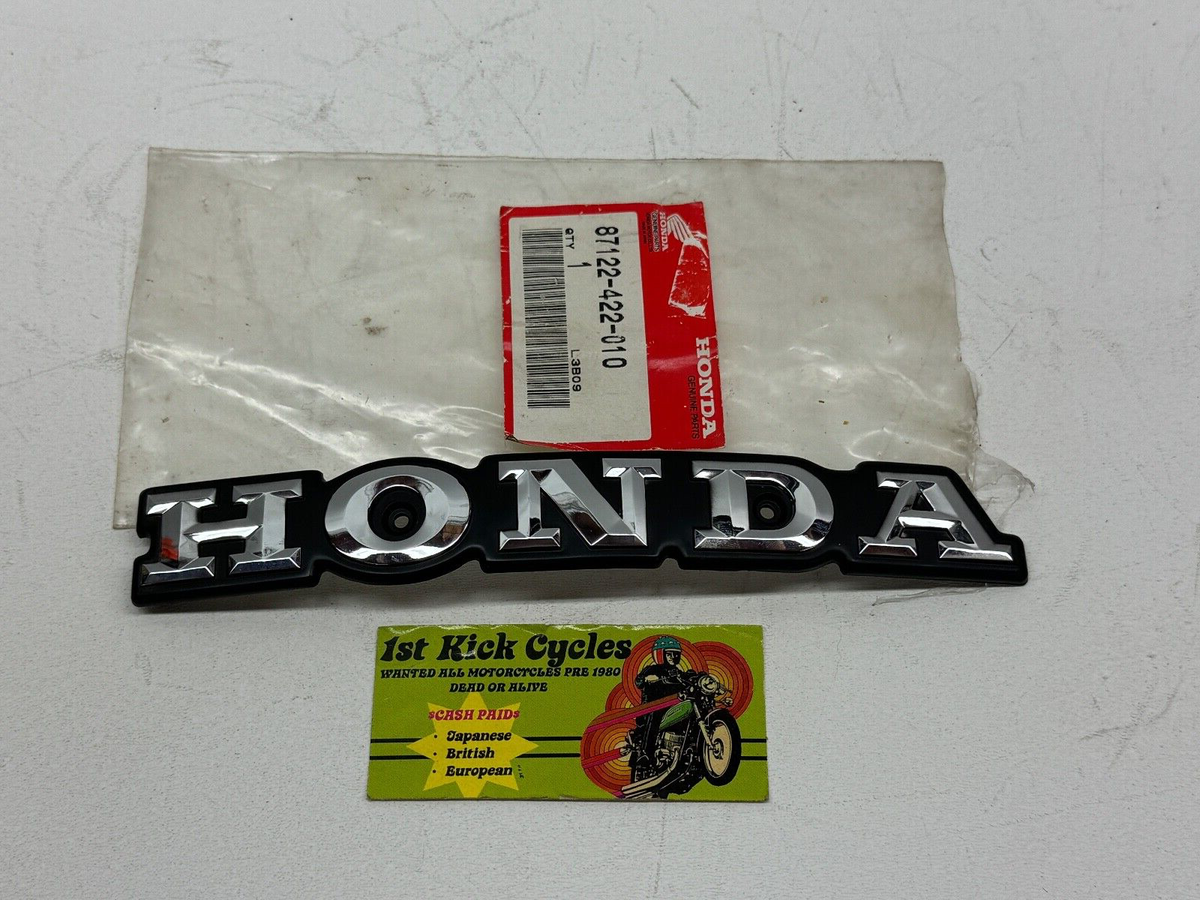 87122-422-010
QTY 1
L 3B09
HONDA
HONDA
GENUINE PARTS
HONDA
1st Kick Cycles
WANTED ALL MOTORCYCLES PRE 1980
DEAD OR ALIVE
$CASH PAID$
· Japanese
· British
· European